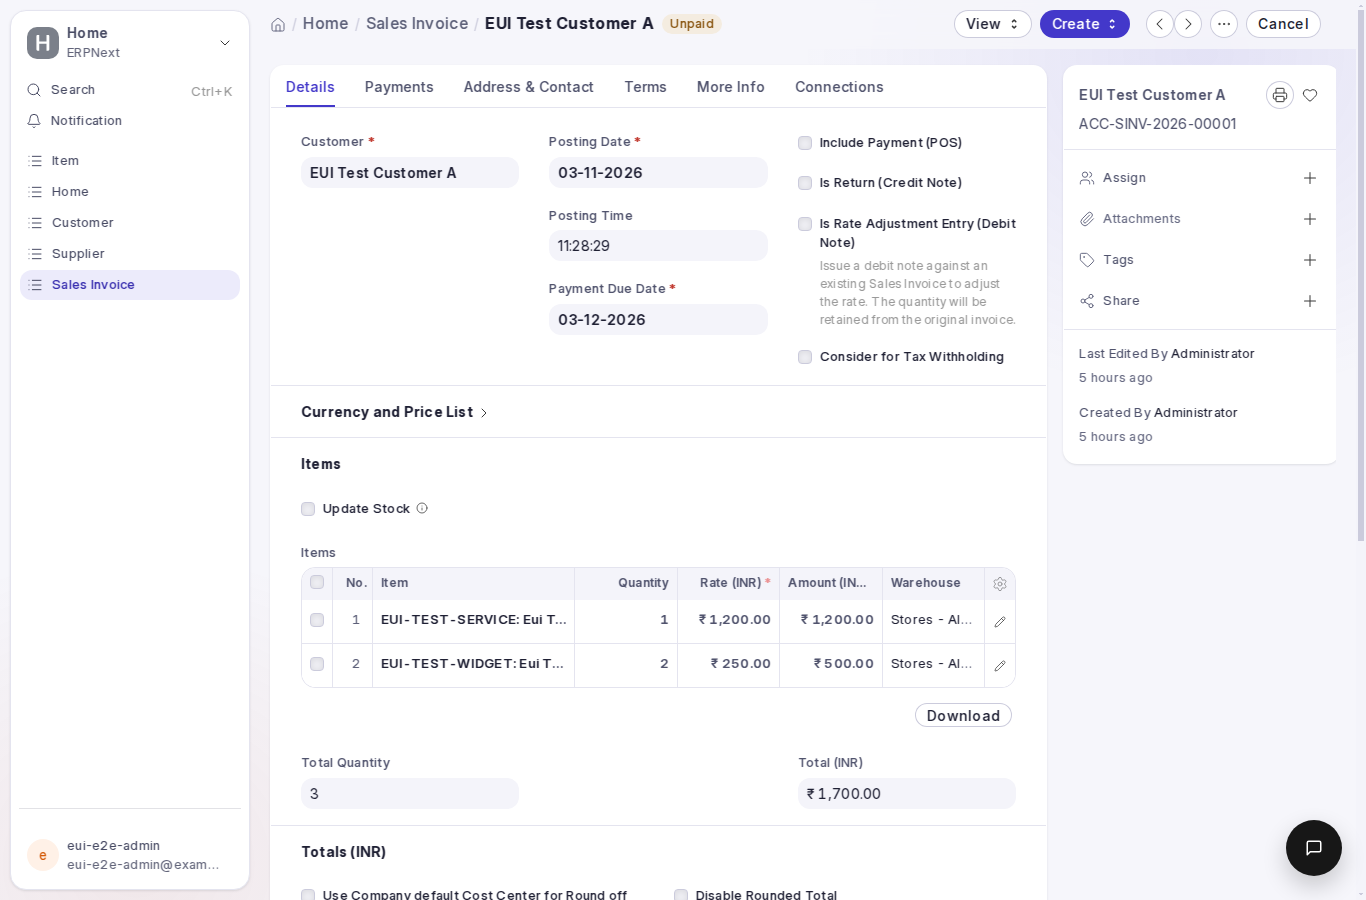 Home
ERPNext
Search
Ctrl+K
Notification
Item
Home
Customer
Supplier
Sales Invoice
eui-e2e-admin
eui-e2e-admin@exam...
e
H
/ Home / Sales Invoice / EUI Test Customer A Unpaid
View
Create
Cancel
Details Payments Address & Contact Terms More Info Connections
Customer *
EUI Test Customer A
Posting Date *
03-11-2026
Posting Time
11:28:29
Payment Due Date *
03-12-2026
Include Payment (POS)
Is Return (Credit Note)
Is Rate Adjustment Entry (Debit
Note)
Issue a debit note against an
existing Sales Invoice to adjust
the rate. The quantity will be
retained from the original invoice.
Consider for Tax Withholding
Currency and Price List
Items
Update Stock
Items
No. Item Quantity Rate (INR) * Amount (IN... Warehouse
1 EUI-TEST-SERVICE: Eui T... 1 ₹ 1,200.00 ₹ 1,200.00 Stores - Al...
2 EUI-TEST-WIDGET: Eui T... 2 ₹ 250.00 ₹ 500.00 Stores - Al...
Download
Total Quantity
3
Total (INR)
₹ 1,700.00
Totals (INR)
Use Company default Cost Center for Round off
Disable Rounded Total
EUI Test Customer A
ACC-SINV-2026-00001
Assign
Attachments
Tags
Share
Last Edited By Administrator
5 hours ago
Created By Administrator
5 hours ago